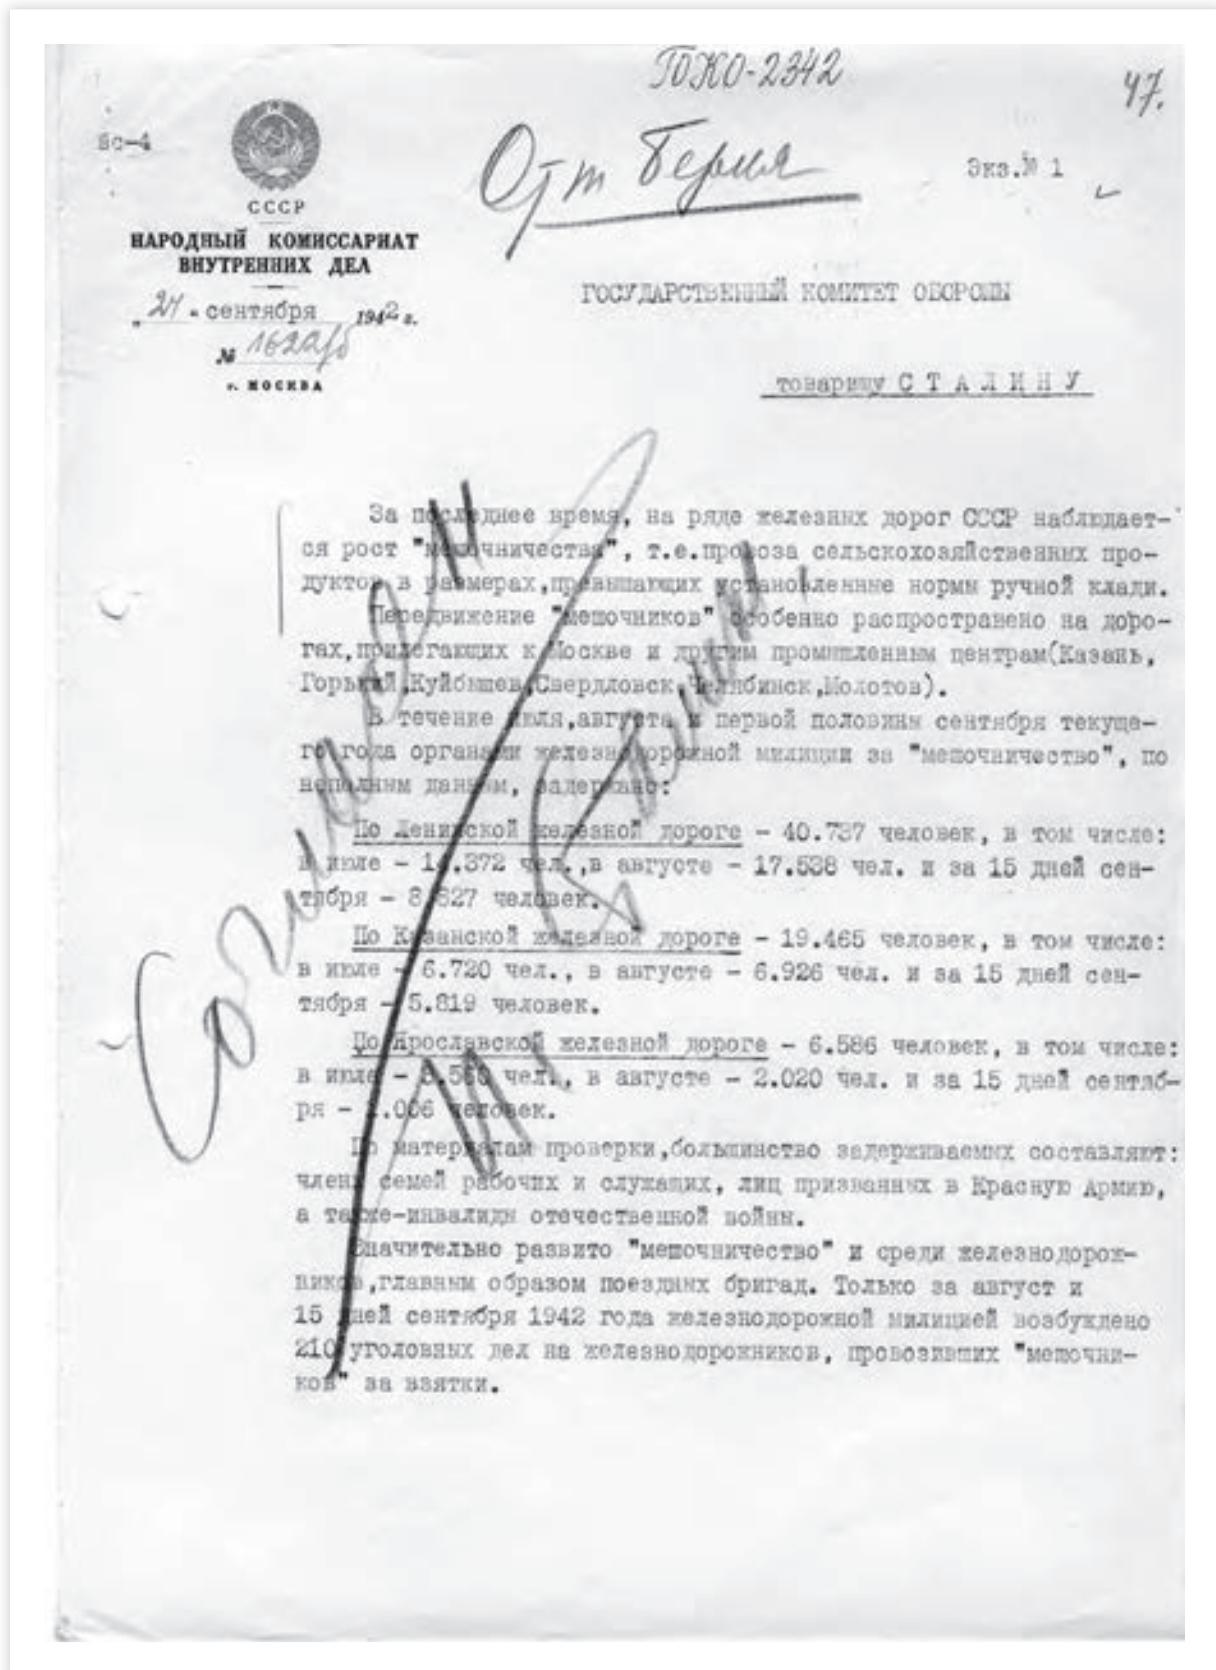 ГОКО-2342
47.
8с-4
От Берия
Экз.№ 1
СССР
НАРОДНЫЙ КОМИССАРИАТ
ВНУТРЕННИХ ДЕЛ
ГОСУДАРСТВЕННЫЙ КОМИТЕТ ОБОРОНЫ
" сентября 1942 г.
№
г. МОСКВА
товарищу С Т А Л И Н У
За последнее время, на ряде железных дорог СССР наблюдает-
ся рост "мешочничества", т.е.провоза сельскохозяйственных про-
дуктов в размерах,превышающих установленные нормы ручной клади.
Передвижение "мешочников" особенно распространено на доро-
гах,прилегающих к Москве и другим промышленным центрам(Казань,
Горький,Куйбышев,Свердловск,Челябинск,Молотов).
В течение июля,августа и первой половины сентября текуще-
го года органами железнодорожной милиции за "мешочничество", по
неполным данным, задержано:
По Ленинской железной дороге - 40.737 человек, в том числе:
в июле - 14.372 чел.,в августе - 17.538 чел. и за 15 дней сен-
тября - 8.827 человек.
По Казанской железной дороге - 19.465 человек, в том числе:
в июле - 6.720 чел., в августе - 6.926 чел. и за 15 дней сен-
тября - 5.819 человек.
По Ярославской железной дороге - 6.586 человек, в том числе:
в июле - чел., в августе - 2.020 чел. и за 15 дней сентяб-
ря - человек.
По материалам проверки,большинство задерживаемых составляют:
члены семей рабочих и служащих, лиц призванных в Красную Армию,
а также-инвалиды отечественной войны.
Значительно развито "мешочничество" и среди железнодорож-
ников,главным образом поездных бригад. Только за август и
15 дней сентября 1942 года железнодорожной милицией возбуждено
210 уголовных дел на железнодорожников, провозивших "мешочни-
ков" за взятки.
И. Сталин